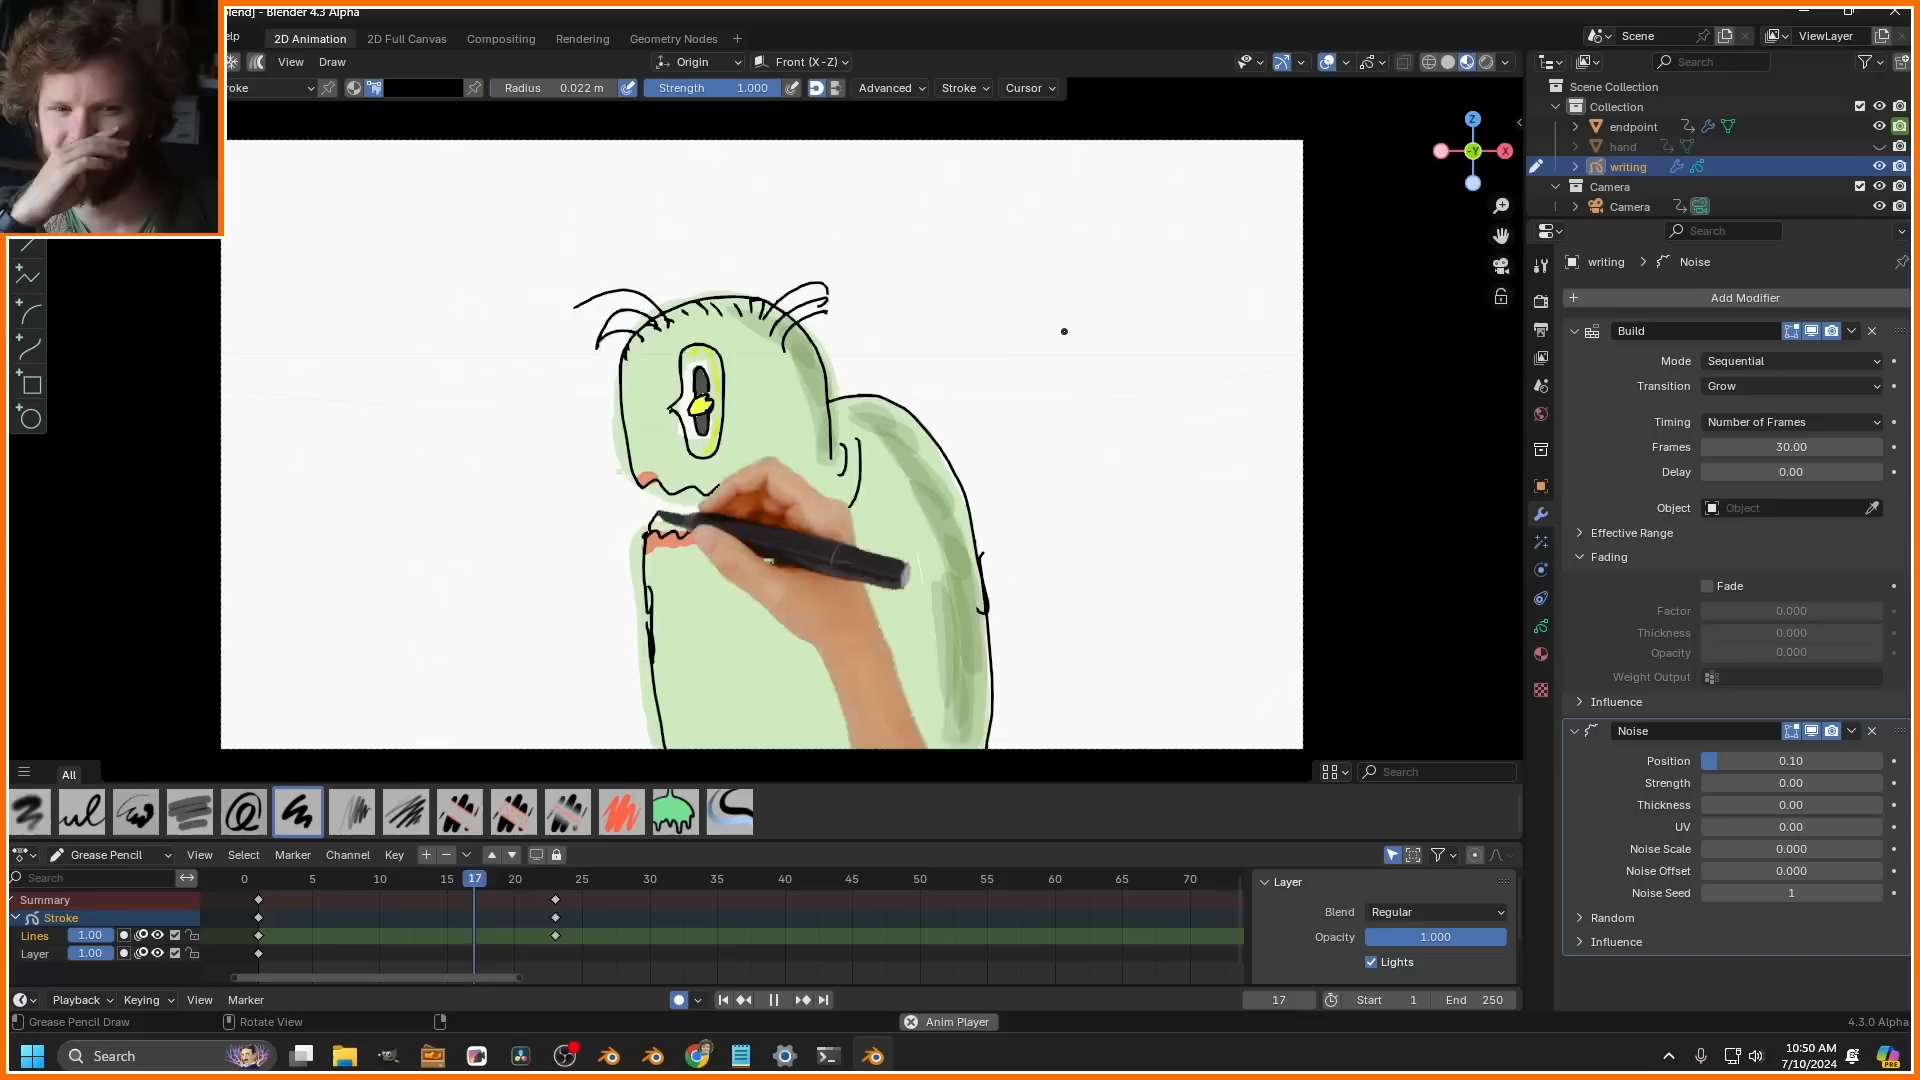 lend] - Blender 4.3 Alpha
elp 2D Animation 2D Full Canvas Compositing Rendering Geometry Nodes + Scene ViewLayer
View Draw Origin Front (X-Z) Search
roke Radius 0.022 m Strength 1.000 Advanced Stroke Cursor
Scene Collection
Collection
endpoint
hand
writing
Camera
Camera
Z
-Y X
Search
writing > Noise
+ Add Modifier
Build
Mode Sequential
Transition Grow
Timing Number of Frames
Frames 30.00
Delay 0.00
Object Object
Effective Range
Fading
Fade
Factor 0.000
Thickness 0.000
Opacity 0.000
Weight Output
Influence
Noise
Position 0.10
Strength 0.00
Thickness 0.00
UV 0.00
Noise Scale 0.000
Noise Offset 0.000
Noise Seed 1
Random
Influence
All Search
Grease Pencil View Select Marker Channel Key
Search 0 5 10 15 17 20 25 30 35 40 45 50 55 60 65 70
Summary
Stroke
Lines 1.00
Layer 1.00
Layer
Blend Regular
Opacity 1.000
Lights
Playback Keying View Marker 17 Start 1 End 250
Grease Pencil Draw Rotate View Anim Player 4.3.0 Alpha
Search 10:50 AM
7/10/2024
PRE